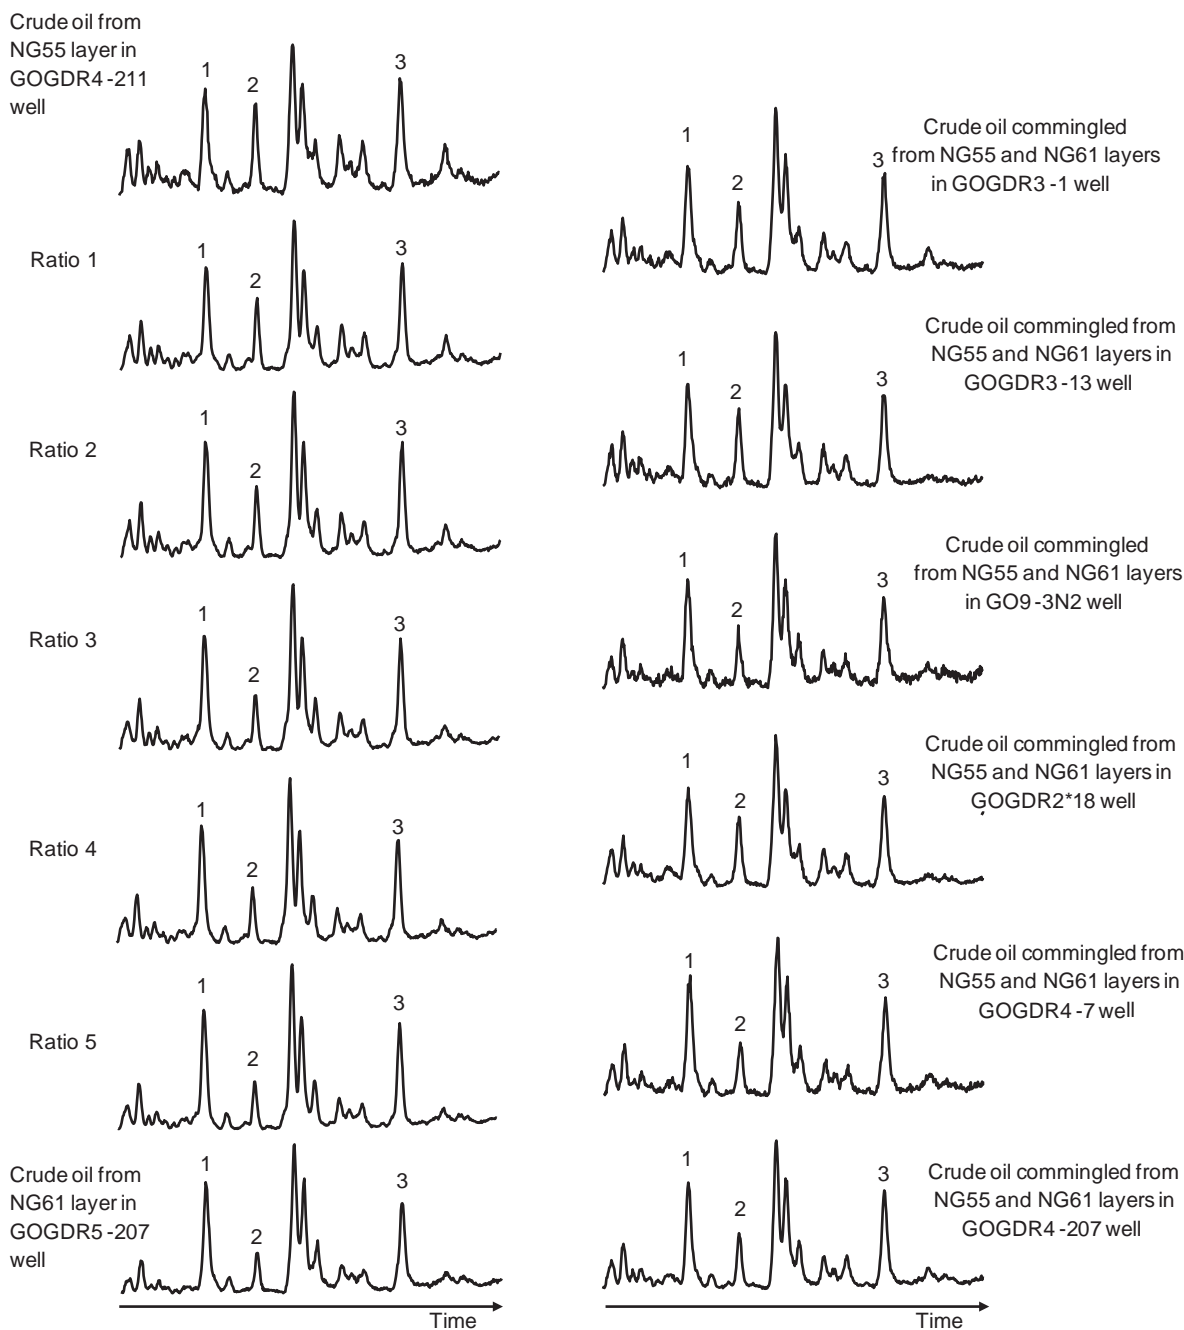 Crude oil from
NG55 layer in
GOGDR4 -211
well
1
2
3
Ratio 1
1
2
3
Ratio 2
1
2
3
Ratio 3
1
2
3
Ratio 4
1
2
3
Ratio 5
1
2
3
Crude oil from
NG61 layer in
GOGDR5 -207
well
1
2
3
Time
1
2
3
Crude oil commingled
from NG55 and NG61 layers
in GOGDR3 -1 well
1
2
3
Crude oil commingled from
NG55 and NG61 layers in
GOGDR3 -13 well
1
2
3
Crude oil commingled
from NG55 and NG61 layers
in GO9 -3N2 well
1
2
3
Crude oil commingled from
NG55 and NG61 layers in
GOGDR2*18 well
1
2
3
Crude oil commingled from
NG55 and NG61 layers in
GOGDR4 -7 well
1
2
3
Crude oil commingled from
NG55 and NG61 layers in
GOGDR4 -207 well
Time